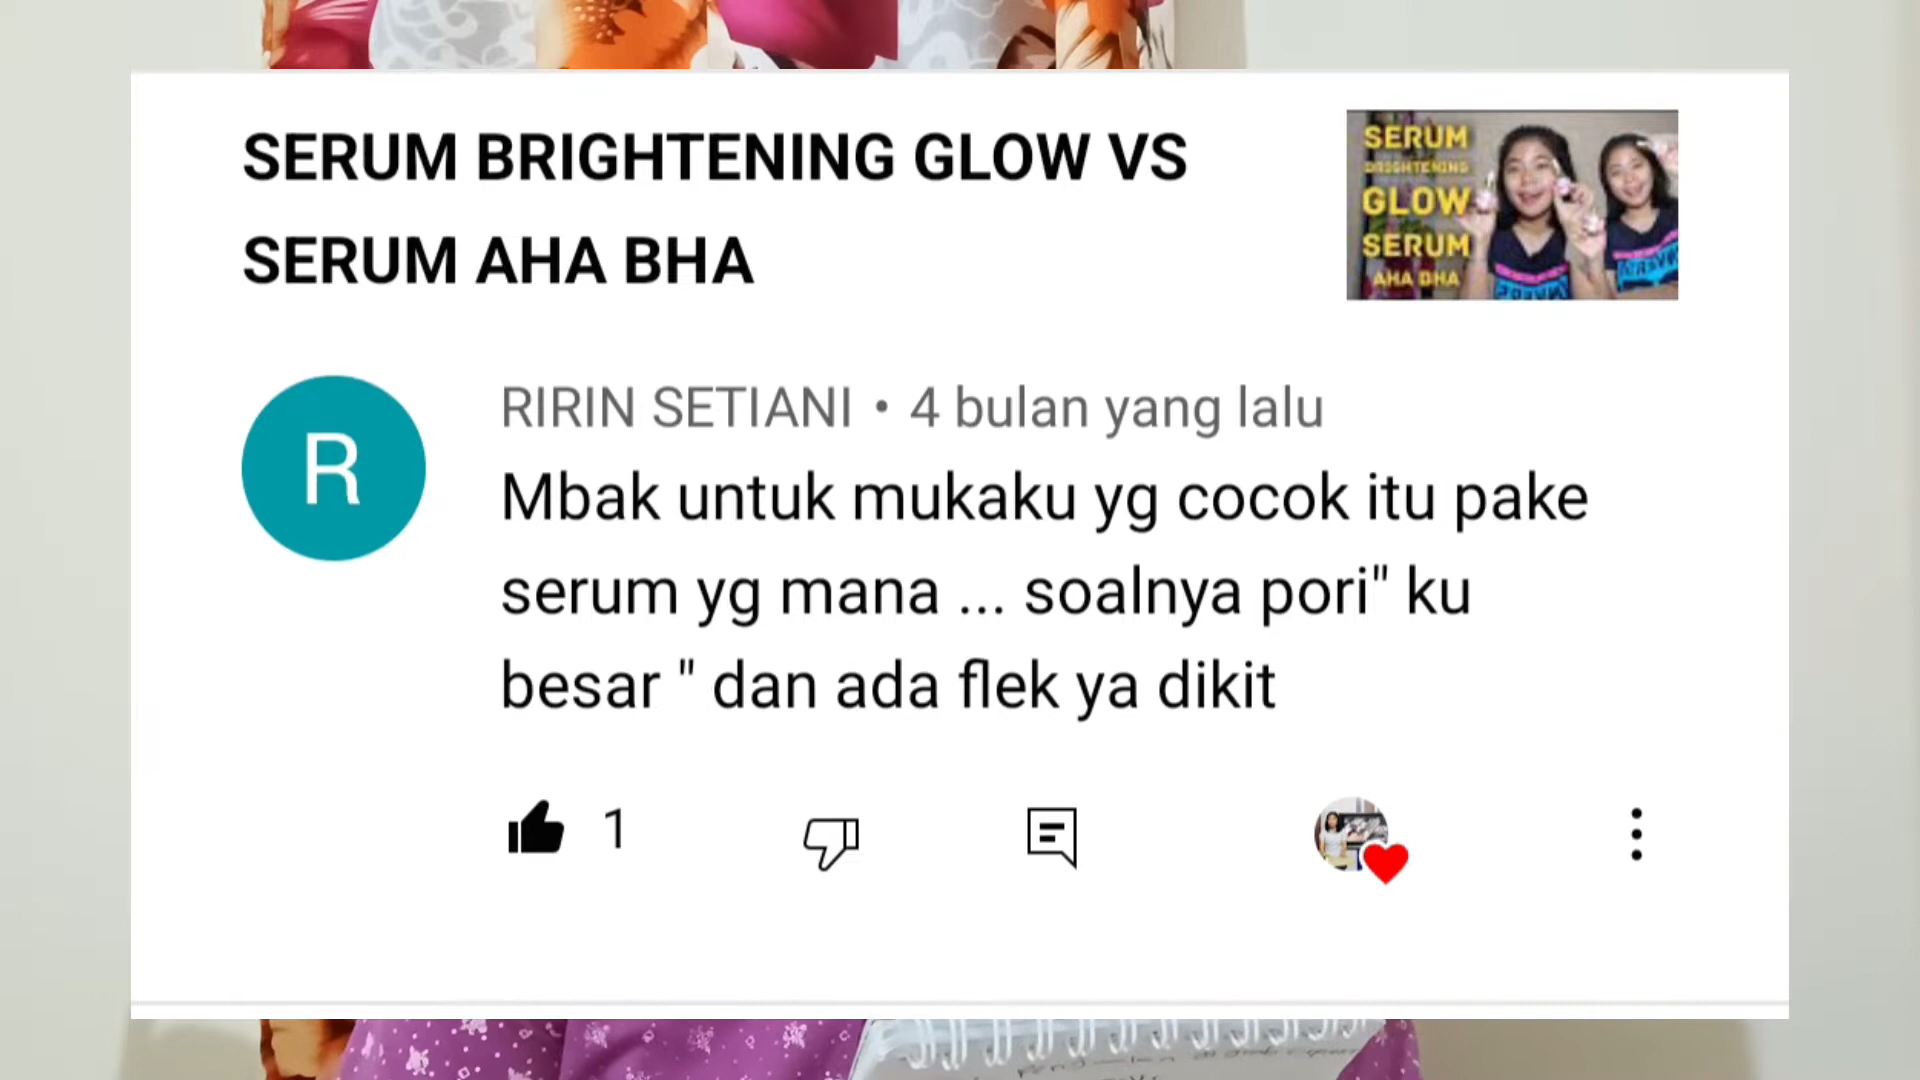 SERUM BRIGHTENING GLOW VS
SERUM AHA BHA
SERUM
BRIGHTENING
GLOW
SERUM
AHA BHA
R
RIRIN SETIANI • 4 bulan yang lalu
Mbak untuk mukaku yg cocok itu pake
serum yg mana ... soalnya pori" ku
besar " dan ada flek ya dikit
1